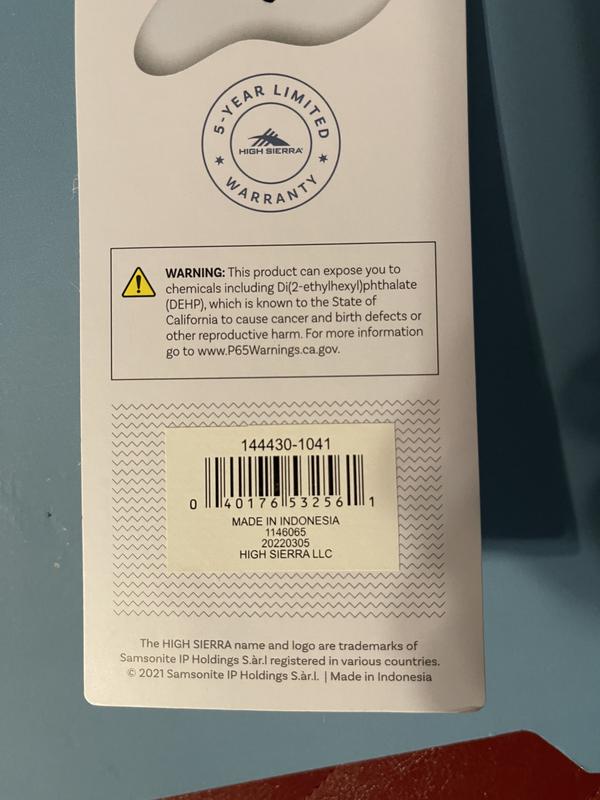 5-YEAR LIMITED
HIGH SIERRA
WARRANTY
WARNING: This product can expose you to
chemicals including Di(2-ethylhexyl)phthalate
(DEHP), which is known to the State of
California to cause cancer and birth defects or
other reproductive harm. For more information
go to www.P65Warnings.ca.gov.
144430-1041
0 40176 53256 1
MADE IN INDONESIA
1146065
20220305
HIGH SIERRA LLC
The HIGH SIERRA name and logo are trademarks of
Samsonite IP Holdings S.àr.l registered in various countries.
© 2021 Samsonite IP Holdings S.àr.l. | Made in Indonesia